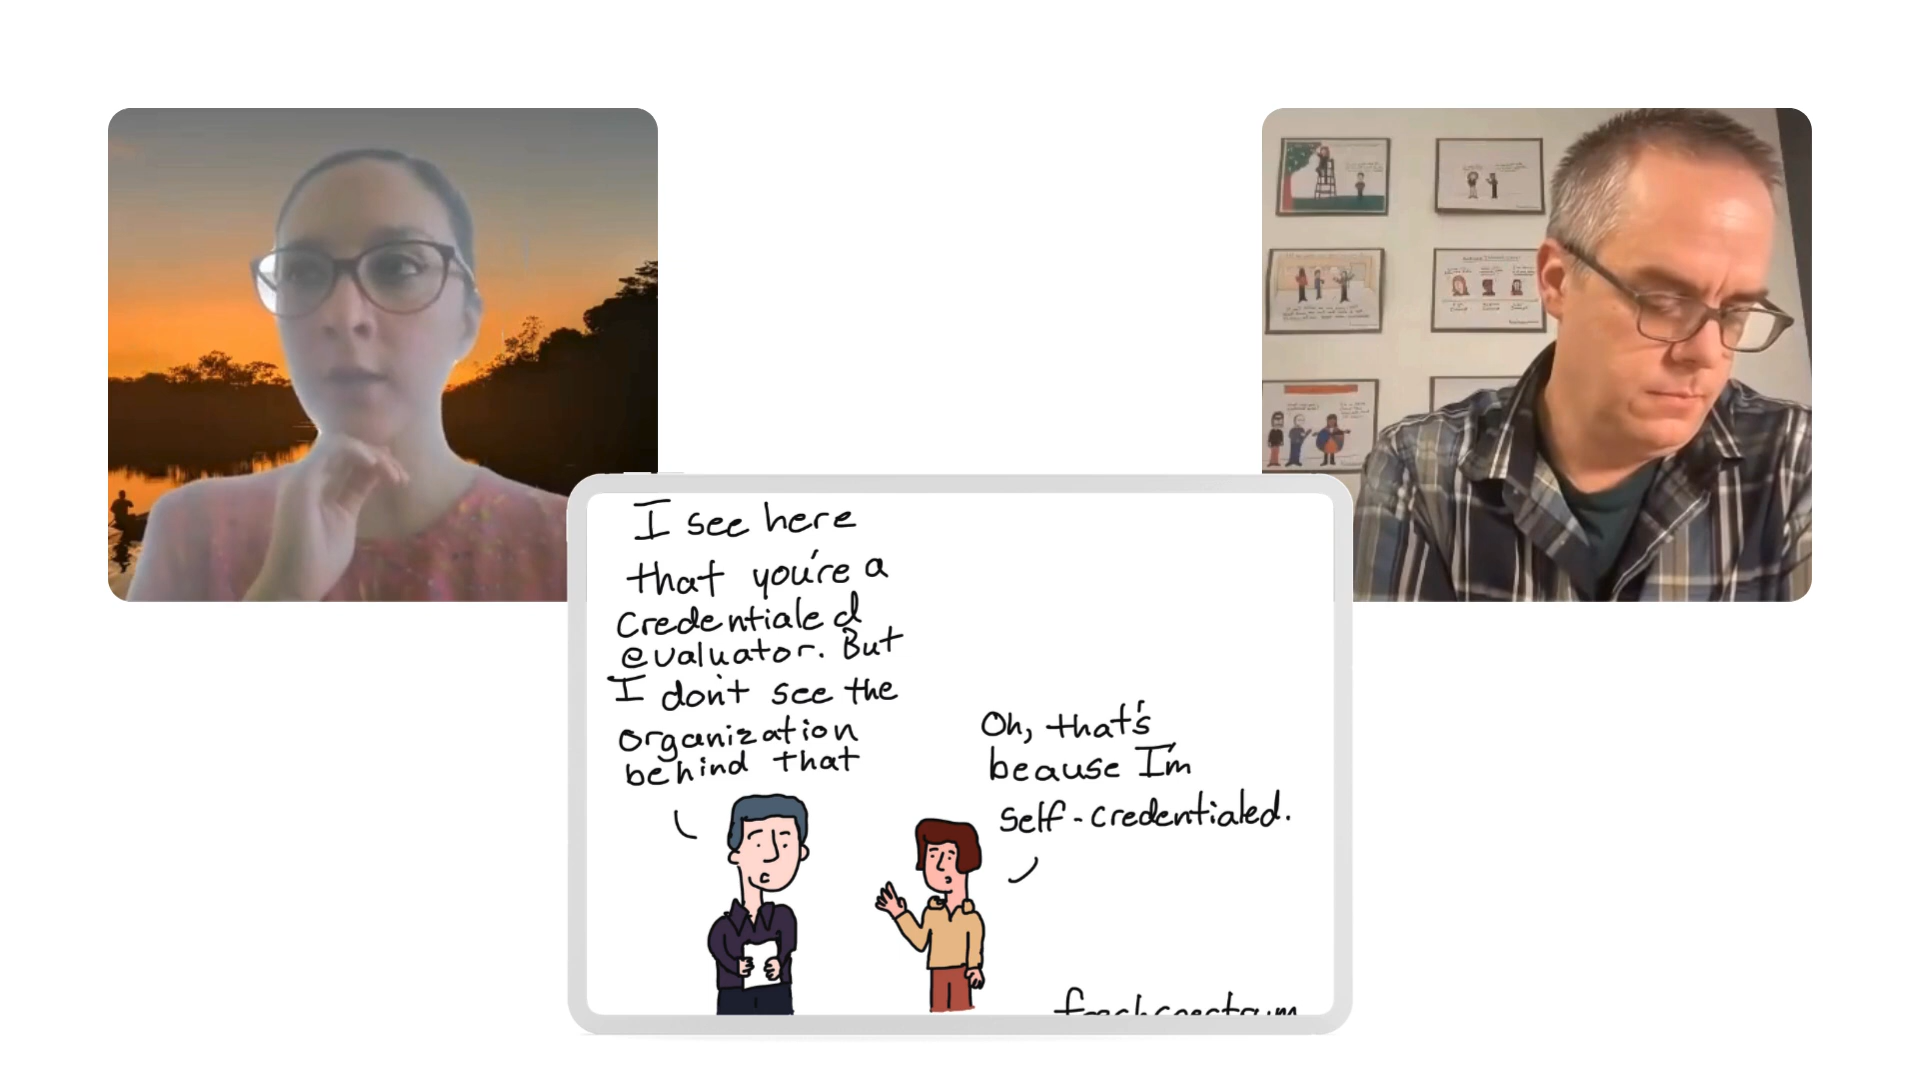 I see here
that you're a
Credentialed
evaluator. But
I don't see the
organization
behind that
Oh, that's
beause I'm
self-credentialed.
freshspectrum